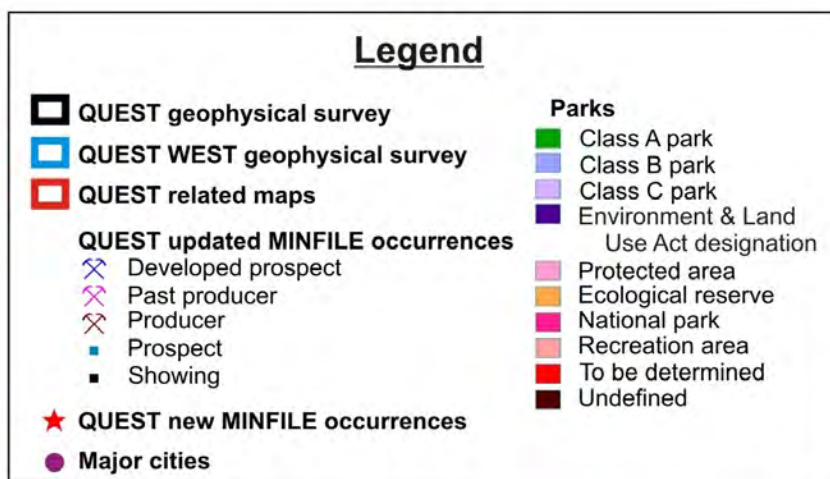 Legend
QUEST geophysical survey
QUEST WEST geophysical survey
QUEST related maps
QUEST updated MINFILE occurrences
Developed prospect
Past producer
Producer
Prospect
Showing
QUEST new MINFILE occurrences
Major cities
Parks
Class A park
Class B park
Class C park
Environment & Land
Use Act designation
Protected area
Ecological reserve
National park
Recreation area
To be determined
Undefined